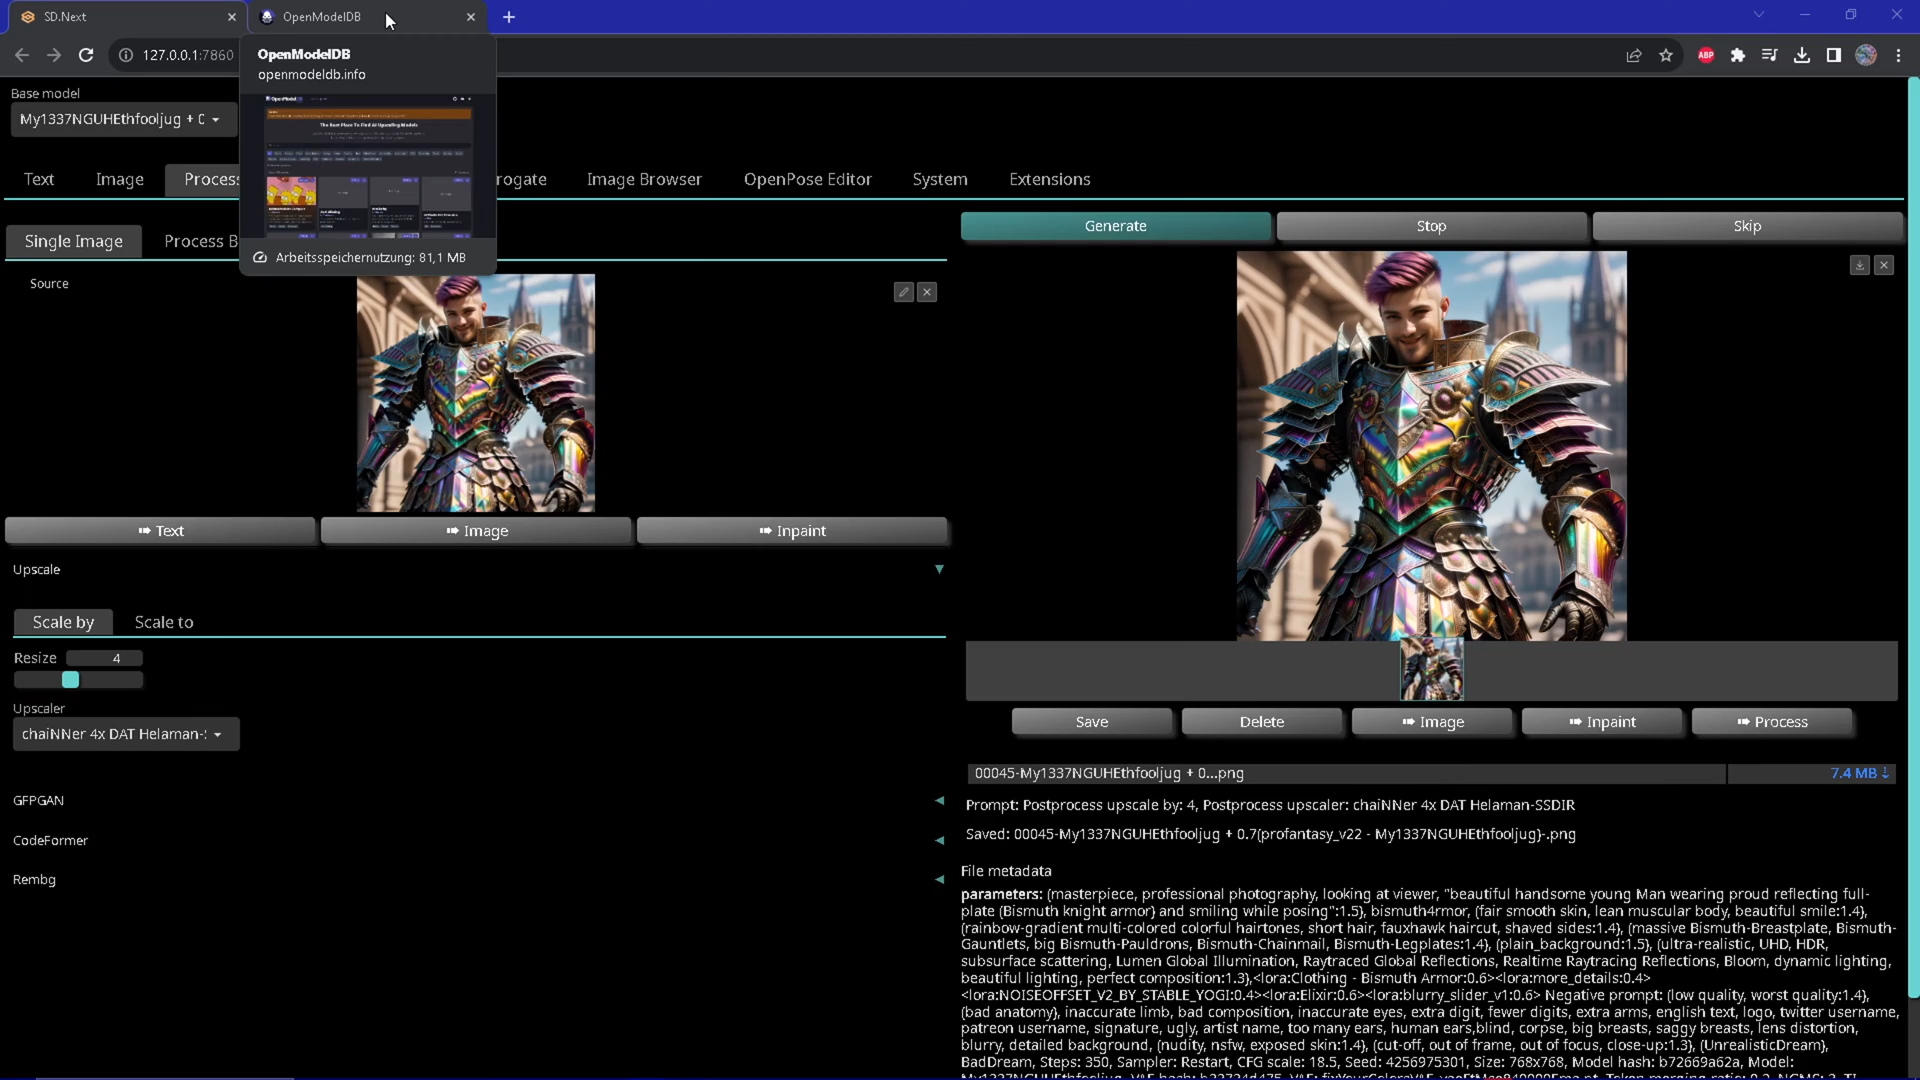 SD.Next
OpenModelDB
127.0.0.1:7860
OpenModelDB
openmodeldb.info
ABP
Base model
My1337NGUHEthfooljug + 0
The Best Place To Find AI Upscaling Models
Arbeitsspeichernutzung: 81,1 MB
Text
Image
Process
rogate
Image Browser
OpenPose Editor
System
Extensions
Single Image
Process B
Generate
Stop
Skip
Source
➠ Text
➠ Image
➠ Inpaint
Upscale
Scale by
Scale to
Resize
4
Upscaler
chaiNNer 4x DAT Helaman-:
GFPGAN
CodeFormer
Rembg
Save
Delete
➠ Image
➠ Inpaint
➠ Process
00045-My1337NGUHEthfooljug + 0...png
7.4 MB ⇣
Prompt: Postprocess upscale by: 4, Postprocess upscaler: chaiNNer 4x DAT Helaman-SSDIR
Saved: 00045-My1337NGUHEthfooljug + 0.7(profantasy_v22 - My1337NGUHEthfooljug)-.png
File metadata
parameters: (masterpiece, professional photography, looking at viewer, "beautiful handsome young Man wearing proud reflecting full-
plate (Bismuth knight armor) and smiling while posing":1.5), bismuth4rmor, (fair smooth skin, lean muscular body, beautiful smile:1.4),
(rainbow-gradient multi-colored colorful hairtones, short hair, fauxhawk haircut, shaved sides:1.4), (massive Bismuth-Breastplate, Bismuth-
Gauntlets, big Bismuth-Pauldrons, Bismuth-Chainmail, Bismuth-Legplates:1.4), (plain_background:1.5), (ultra-realistic, UHD, HDR,
subsurface scattering, Lumen Global Illumination, Raytraced Global Reflections, Realtime Raytracing Reflections, Bloom, dynamic lighting,
beautiful lighting, perfect composition:1.3),<lora:Clothing - Bismuth Armor:0.6><lora:more_details:0.4>
<lora:NOISEOFFSET_V2_BY_STABLE_YOGI:0.4><lora:Elixir:0.6><lora:blurry_slider_v1:0.6> Negative prompt: (low quality, worst quality:1.4),
(bad anatomy), inaccurate limb, bad composition, inaccurate eyes, extra digit, fewer digits, extra arms, english text, logo, twitter username,
patreon username, signature, ugly, artist name, too many ears, human ears,blind, corpse, big breasts, saggy breasts, lens distortion,
blurry, detailed background, (nudity, nsfw, exposed skin:1.4), (cut-off, out of frame, out of focus, close-up:1.3), (UnrealisticDream),
BadDream, Steps: 350, Sampler: Restart, CFG scale: 18.5, Seed: 4256975301, Size: 768x768, Model hash: b72669a62a, Model: